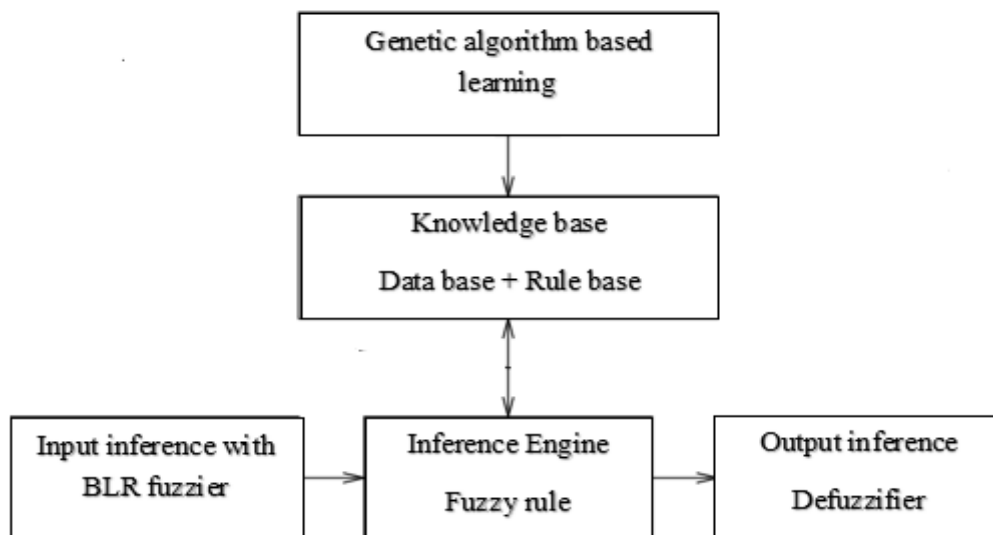 Genetic algorithm based
learning
Knowledge base
Data base + Rule base
Input inference with
BLR fuzzier
Inference Engine
Fuzzy rule
Output inference
Defuzzifier